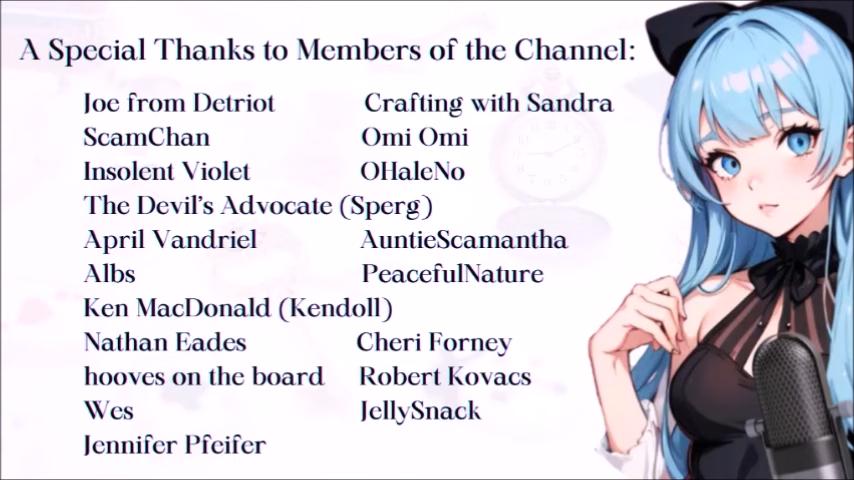 A Special Thanks to Members of the Channel:
Joe from Detriot Crafting with Sandra
ScamChan Omi Omi
Insolent Violet OHaleNo
The Devil's Advocate (Sperg)
April Vandriel AuntieScamantha
Albs PeacefulNature
Ken MacDonald (Kendoll)
Nathan Eades Cheri Forney
hooves on the board Robert Kovacs
Wes JellySnack
Jennifer Pfeifer